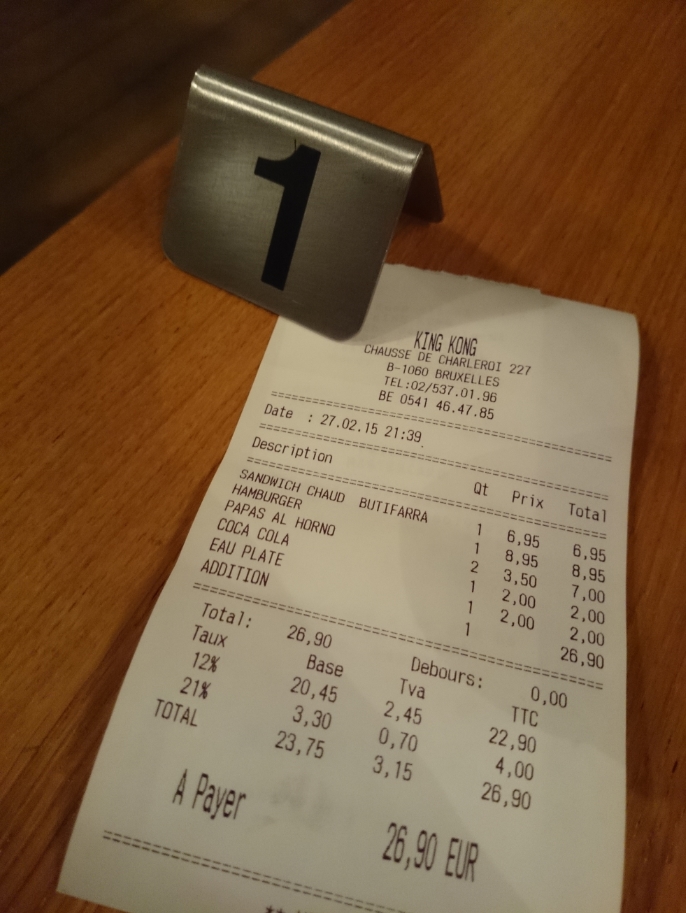 1
KING KONG
CHAUSSE DE CHARLEROI 227
B-1060 BRUXELLES
TEL:02/537.01.96
BE 0541 46.47.85
Date : 27.02.15 21:39
Description Qt Prix Total
SANDWICH CHAUD BUTIFARRA 1 6,95 6,95
HAMBURGER 1 8,95 8,95
PAPAS AL HORNO 2 3,50 7,00
COCA COLA 1 2,00 2,00
EAU PLATE 1 2,00 2,00
ADDITION 1 26,90
Total: 26,90 Debours: 0,00
Taux Base Tva TTC
12% 20,45 2,45 22,90
21% 3,30 0,70 4,00
TOTAL 23,75 3,15 26,90
A Payer 26,90 EUR